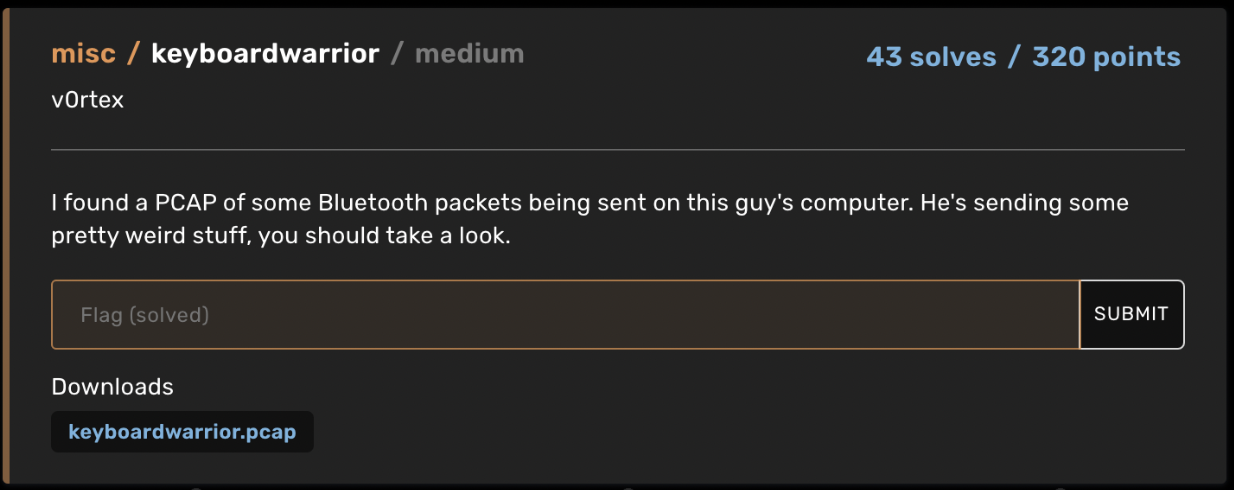 misc / keyboardwarrior / medium
43 solves / 320 points
v0rtex
I found a PCAP of some Bluetooth packets being sent on this guy's computer. He's sending some
pretty weird stuff, you should take a look.
Flag (solved)
SUBMIT
Downloads
keyboardwarrior.pcap